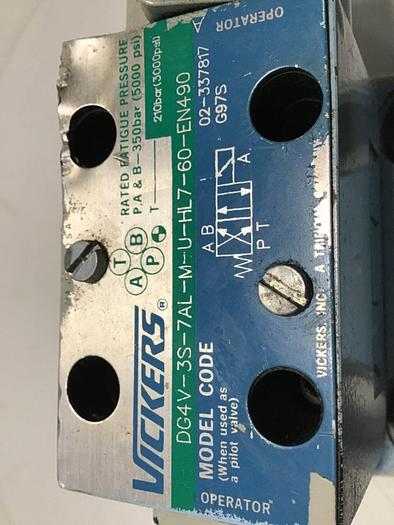 VICKERS®
RATED FATIGUE PRESSURE
P, A & B—350bar (5000 psi)
T——210bar(3000psi)
A T B P
DG4V-3S-7AL-M-U-HL7-60-EN490
MODEL CODE
(When used as
a pilot valve)
02-337817
G97S
A B
P T
A
OPERATOR
OPERATOR
VICKERS, INC.